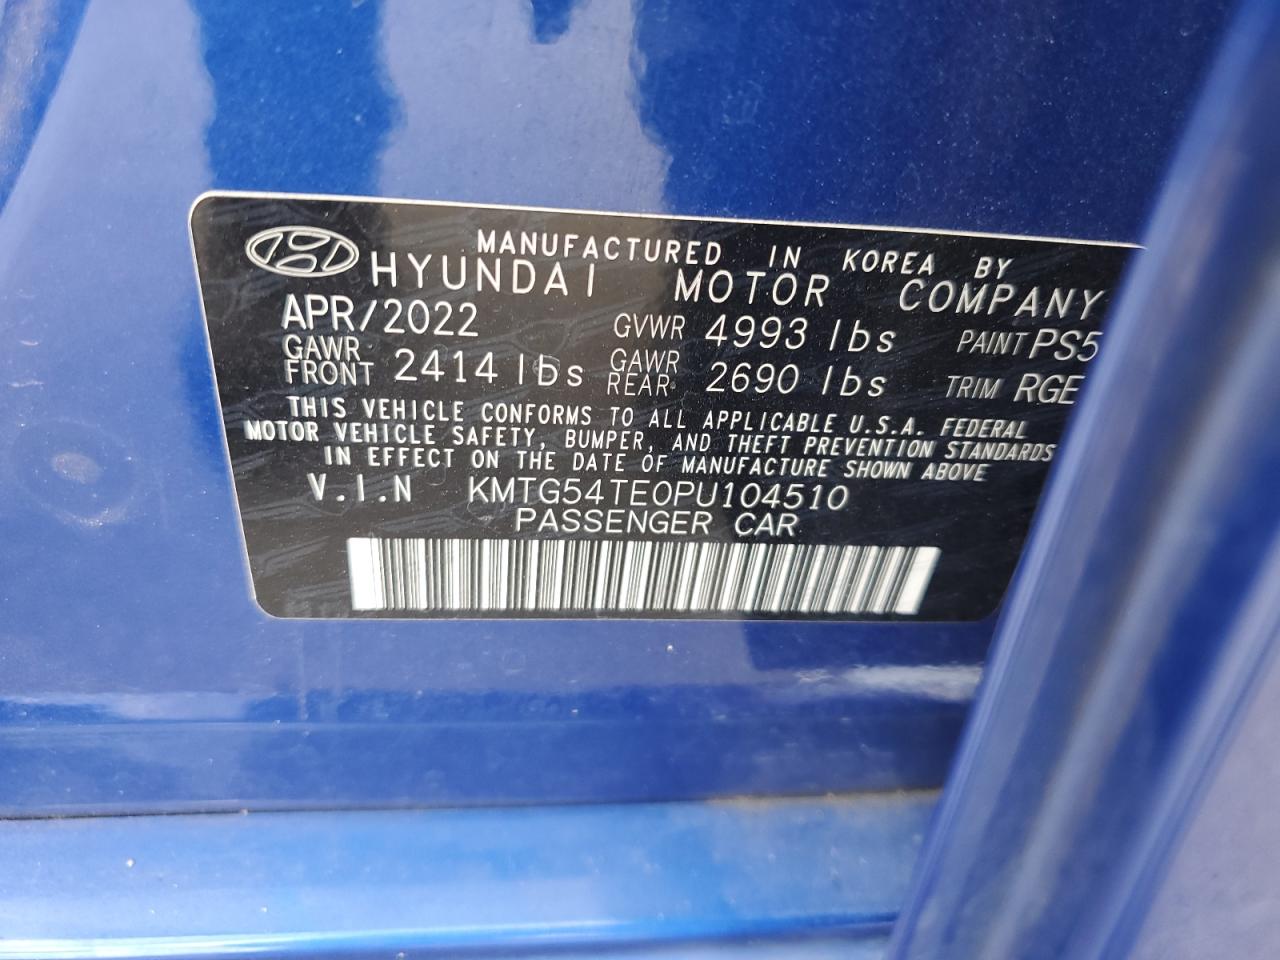 MANUFACTURED IN KOREA BY
HYUNDAI MOTOR COMPANY
APR/2022 GVWR 4993 lbs PAINT PS5
GAWR FRONT 2414 lbs GAWR REAR 2690 lbs TRIM RGE
THIS VEHICLE CONFORMS TO ALL APPLICABLE U.S.A. FEDERAL
MOTOR VEHICLE SAFETY, BUMPER, AND THEFT PREVENTION STANDARDS
IN EFFECT ON THE DATE OF MANUFACTURE SHOWN ABOVE
V.I.N KMTG54TE0PU104510
PASSENGER CAR